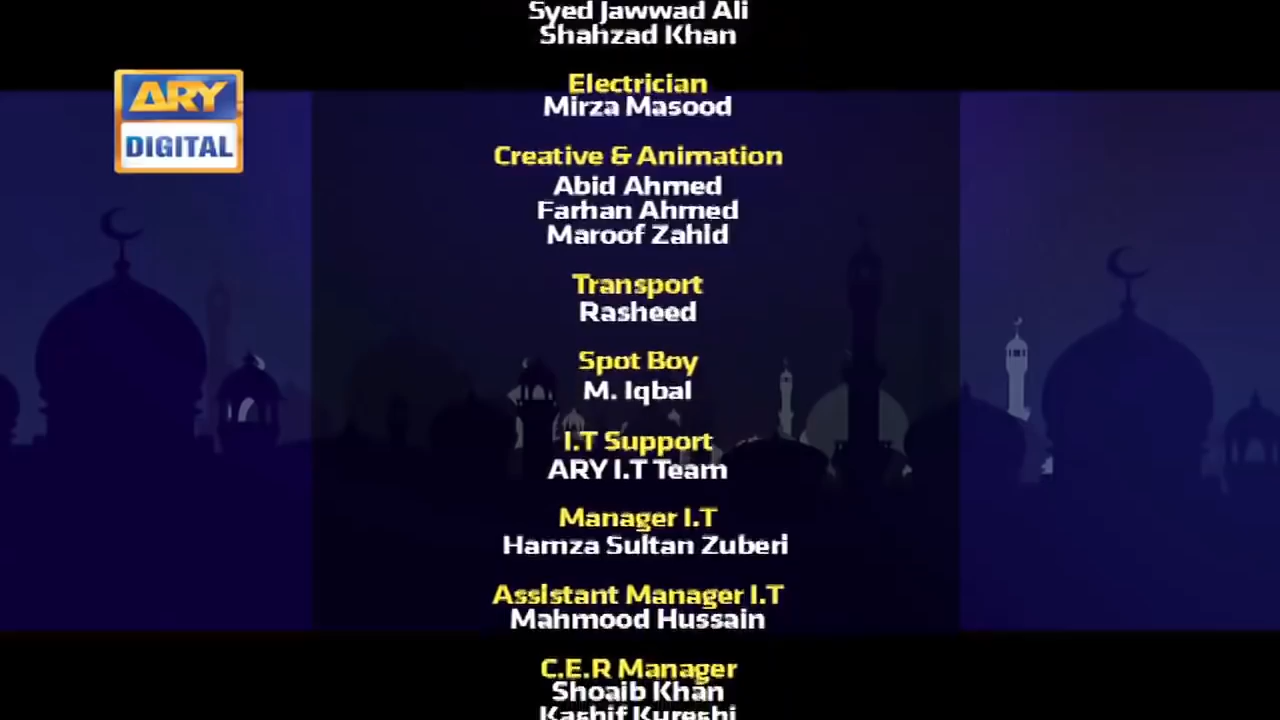 Syed Jawwad Ali
Shahzad Khan
ARY
DIGITAL
Electrician
Mirza Masood
Creative & Animation
Abid Ahmed
Farhan Ahmed
Maroof Zahid
Transport
Rasheed
Spot Boy
M. Iqbal
I.T Support
ARY I.T Team
Manager I.T
Hamza Sultan Zuberi
Assistant Manager I.T
Mahmood Hussain
C.E.R Manager
Shoaib Khan
Kashif Kureshi